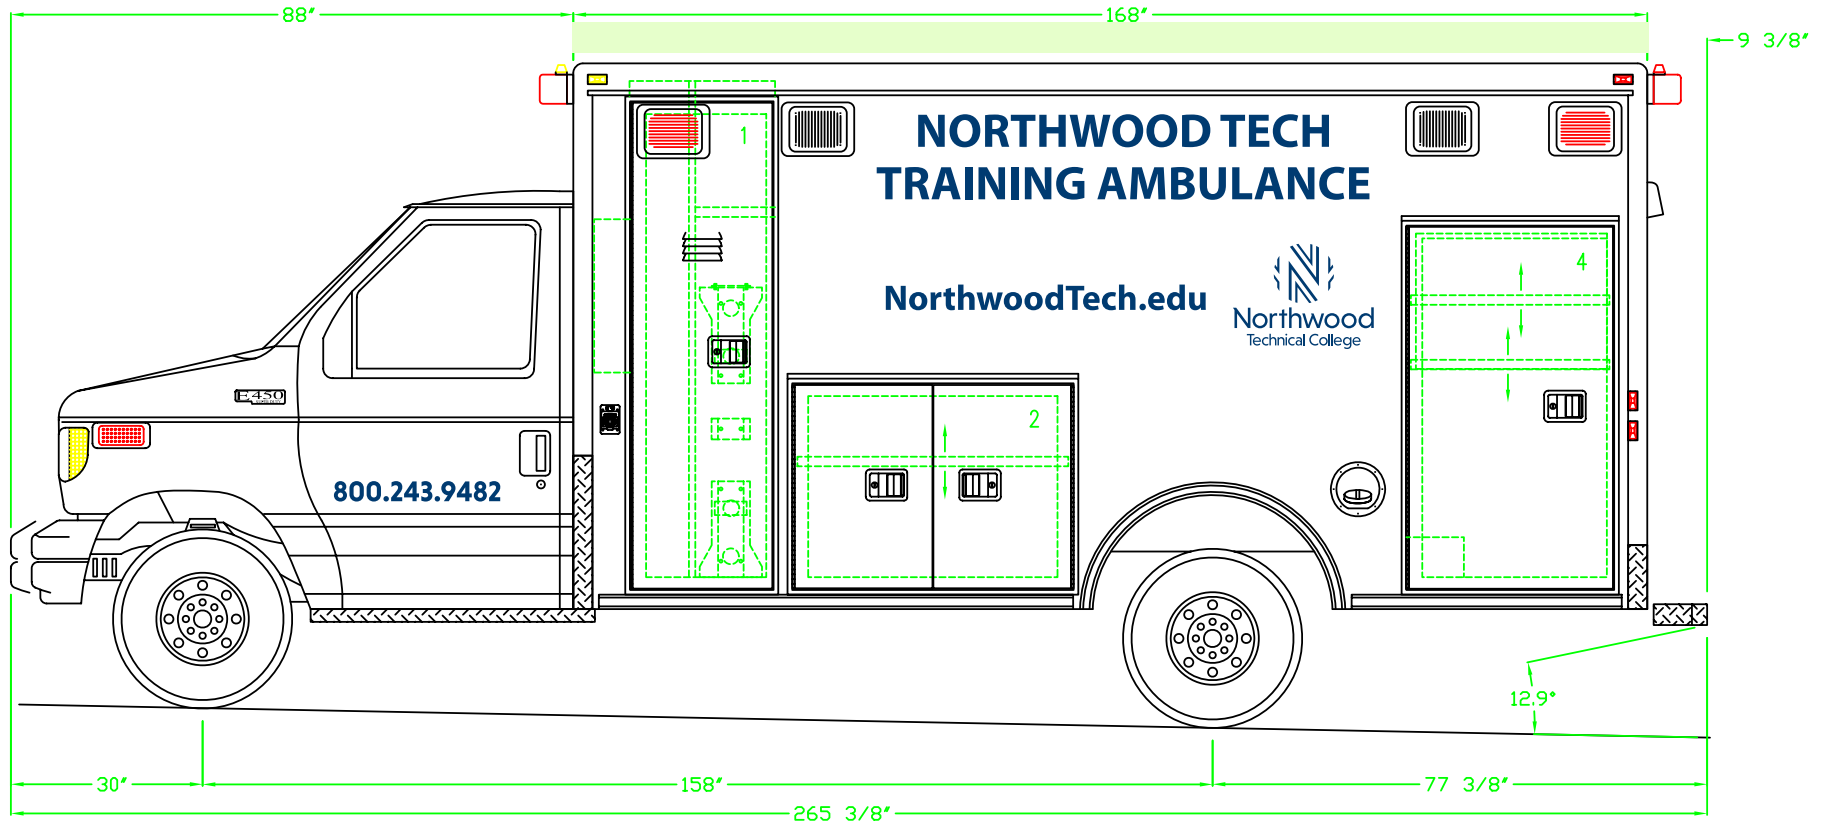 88"
168"
9 3/8"
1
NORTHWOOD TECH
TRAINING AMBULANCE
4
NorthwoodTech.edu
Northwood
Technical College
E450
2
800.243.9482
12.9°
30"
158"
77 3/8"
265 3/8"